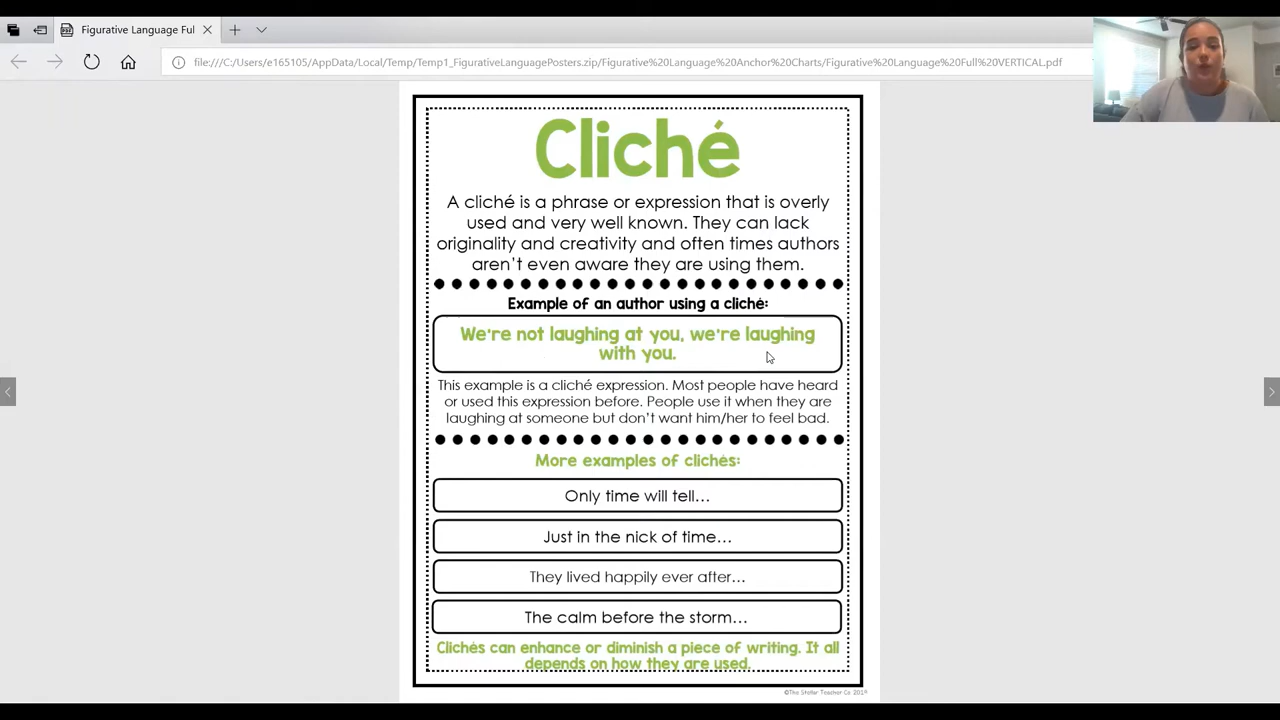 Figurative Language Ful
file:///C:/Users/e165105/AppData/Local/Temp/Temp1_FigurativeLanguagePosters.zip/Figurative%20Language%20Anchor%20Charts/Figurative%20Language%20Full%20VERTICAL.pdf
Cliché
A cliché is a phrase or expression that is overly
used and very well known. They can lack
originality and creativity and often times authors
aren't even aware they are using them.
Example of an author using a cliché:
We're not laughing at you, we're laughing
with you.
This example is a cliché expression. Most people have heard
or used this expression before. People use it when they are
laughing at someone but don't want him/her to feel bad.
More examples of clichés:
Only time will tell...
Just in the nick of time...
They lived happily ever after...
The calm before the storm...
Clichés can enhance or diminish a piece of writing. It all
depends on how they are used.
©The Stellar Teacher Co.